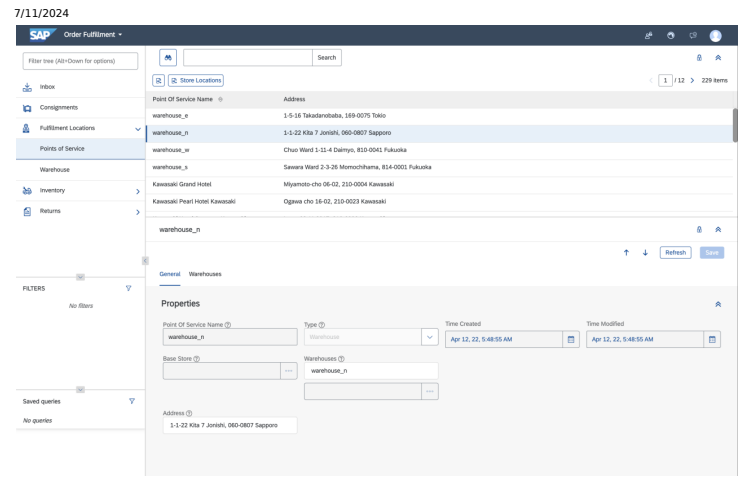 7/11/2024
SAP Order Fulfillment
Filter tree (Alt+Down for options)
Inbox
Consignments
Fulfillment Locations
Points of Service
Warehouse
Inventory
Returns
FILTERS
No filters
Saved queries
No queries
Search
Store Locations
1 / 12 229 items
Point Of Service Name Address
warehouse_e 1-5-16 Takadanobaba, 169-0075 Tokio
warehouse_n 1-1-22 Kita 7 Jonishi, 060-0807 Sapporo
warehouse_w Chuo Ward 1-11-4 Daimyo, 810-0041 Fukuoka
warehouse_s Sawara Ward 2-3-26 Momochihama, 814-0001 Fukuoka
Kawasaki Grand Hotel Miyamoto-cho 06-02, 210-0004 Kawasaki
Kawasaki Pearl Hotel Kawasaki Ogawa cho 16-02, 210-0023 Kawasaki
warehouse_n
Refresh Save
General Warehouses
Properties
Point Of Service Name Type Time Created Time Modified
warehouse_n Warehouse Apr 12, 22, 5:48:55 AM Apr 12, 22, 5:48:55 AM
Base Store Warehouses
warehouse_n
Address
1-1-22 Kita 7 Jonishi, 060-0807 Sapporo